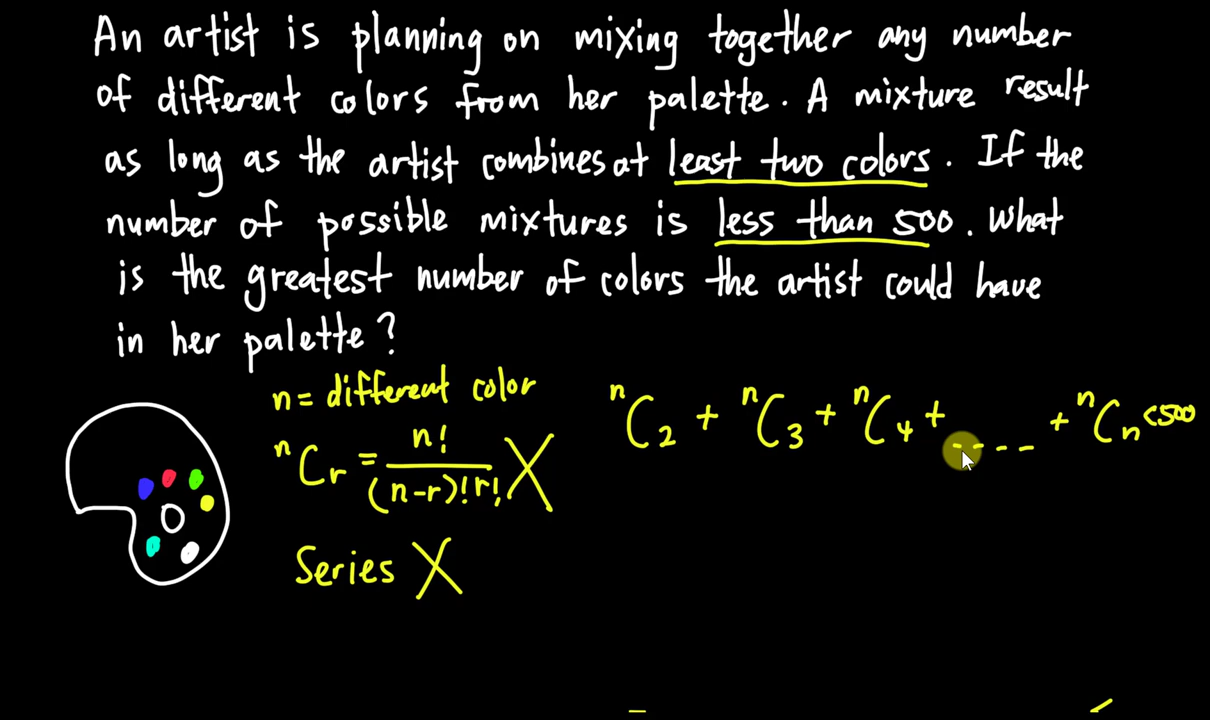 An artist is planning on mixing together any number
of different colors from her palette. A mixture result
as long as the artist combines at least two colors. If the
number of possible mixtures is less than 500. What
is the greatest number of colors the artist could have
in her palette?
n = different color
ⁿC₂ + ⁿC₃ + ⁿC₄ + ---- + ⁿCₙ < 500
ⁿCr = n! / (n-r)! r! X
Series X